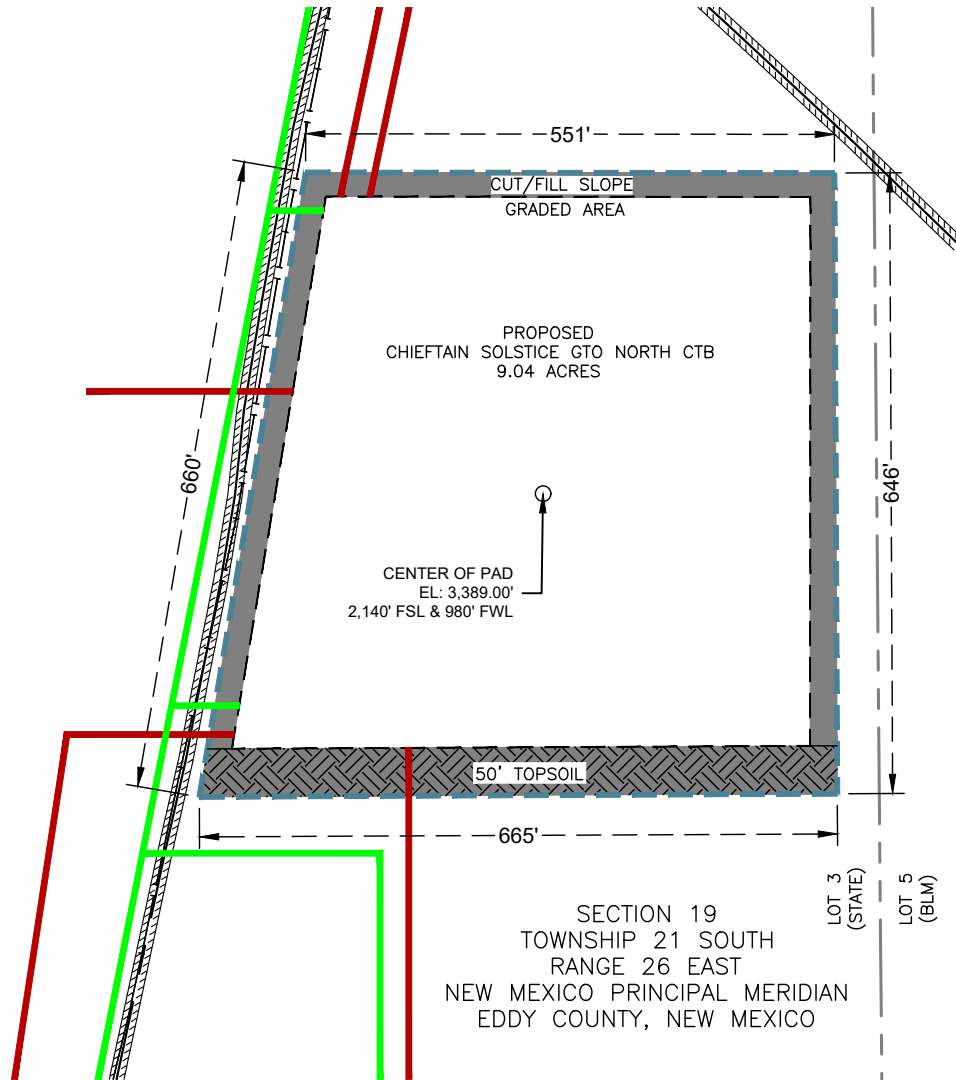 551'
CUT/FILL SLOPE
GRADED AREA
PROPOSED
CHIEFTAIN SOLSTICE GTO NORTH CTB
9.04 ACRES
660'
646'
CENTER OF PAD
EL: 3,389.00'
2,140' FSL & 980' FWL
50' TOPSOIL
665'
LOT 3
(STATE)
LOT 5
(BLM)
SECTION 19
TOWNSHIP 21 SOUTH
RANGE 26 EAST
NEW MEXICO PRINCIPAL MERIDIAN
EDDY COUNTY, NEW MEXICO